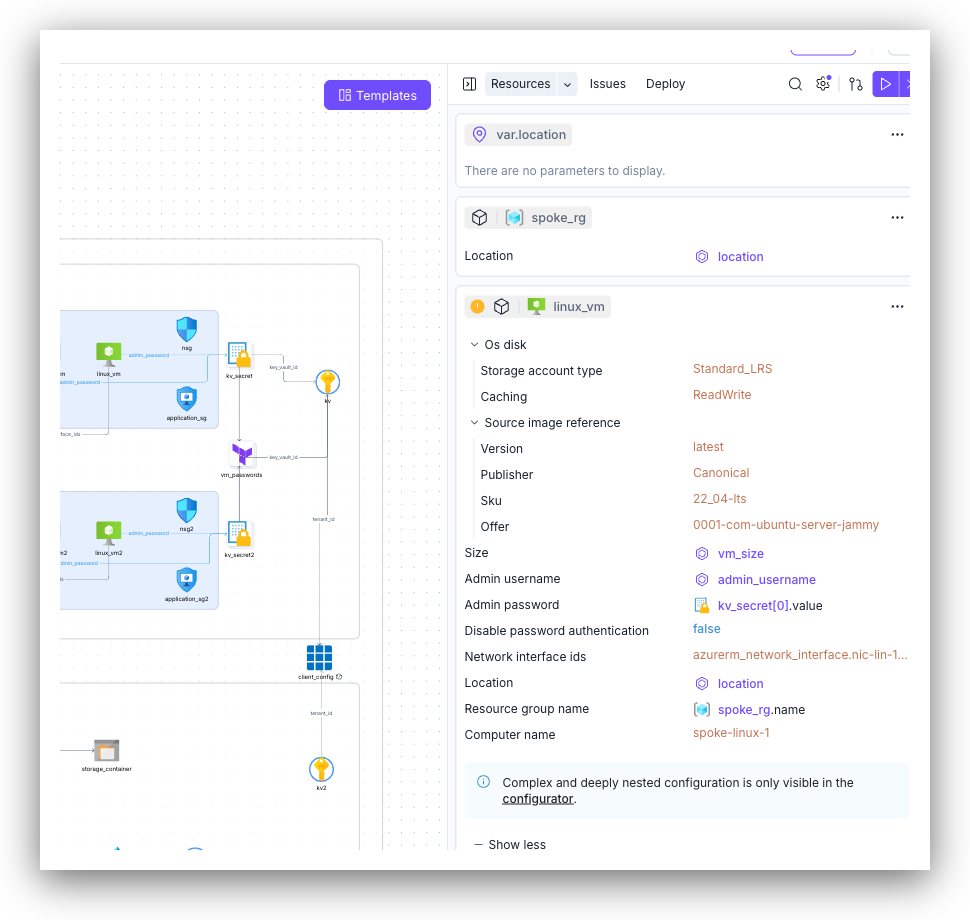 Templates
nsg
admin_password
linux_vm
admin_password
application_sg
face_ids
kv_secret
key_vault_id
kv
key_vault_id
vm_passwords
nsg2
admin_password
linux_vm2
kv_secret2
admin_password
application_sg2
tenant_id
client_config
tenant_id
storage_container
kv2
Resources
Issues
Deploy
var.location
There are no parameters to display.
spoke_rg
Location location
linux_vm
Os disk
Storage account type Standard_LRS
Caching ReadWrite
Source image reference
Version latest
Publisher Canonical
Sku 22_04-lts
Offer 0001-com-ubuntu-server-jammy
Size vm_size
Admin username admin_username
Admin password kv_secret[0].value
Disable password authentication false
Network interface ids azurerm_network_interface.nic-lin-1...
Location location
Resource group name spoke_rg.name
Computer name spoke-linux-1
Complex and deeply nested configuration is only visible in the
configurator.
Show less